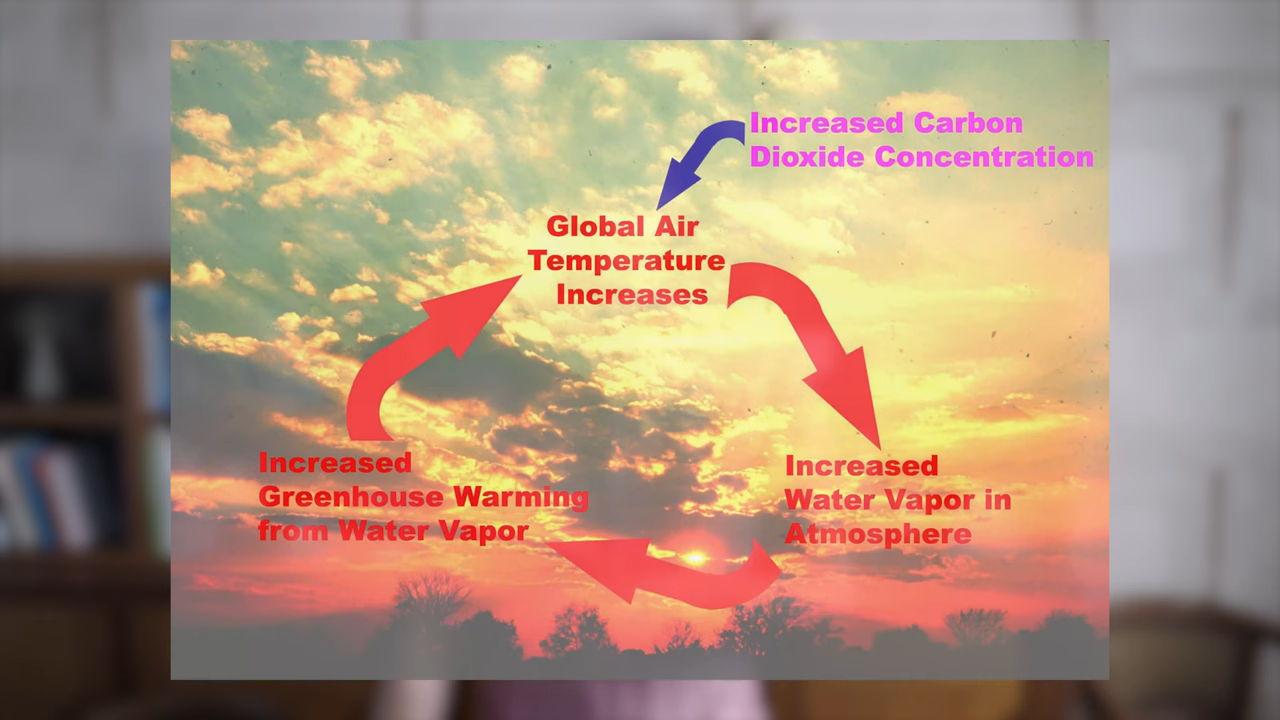 Increased Carbon
Dioxide Concentration
Global Air
Temperature
Increases
Increased
Greenhouse Warming
from Water Vapor
Increased
Water Vapor in
Atmosphere